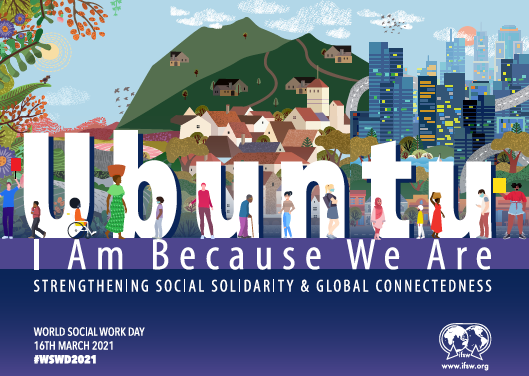 Ubuntu
I Am Because We Are
STRENGTHENING SOCIAL SOLIDARITY & GLOBAL CONNECTEDNESS
WORLD SOCIAL WORK DAY
16TH MARCH 2021
#WSWD2021
ifsw
www.ifsw.org